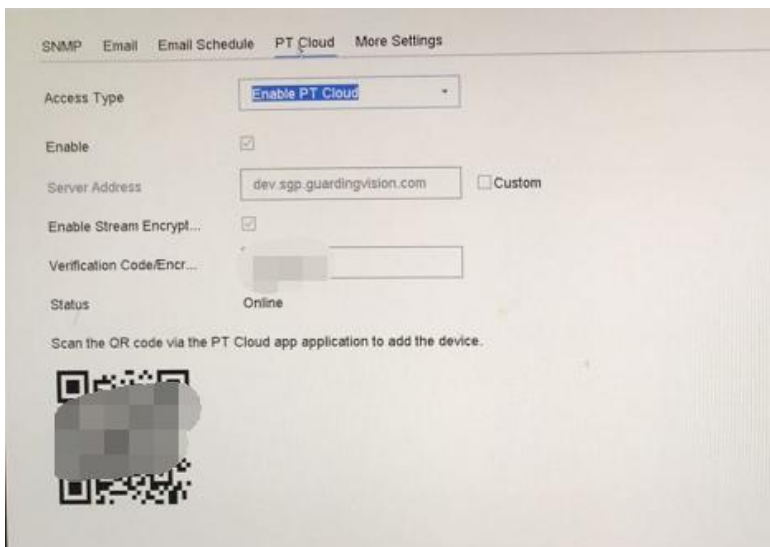 SNMP Email Email Schedule PT Cloud More Settings
Access Type Enable PT Cloud
Enable
Server Address dev.sgp.guardingvision.com Custom
Enable Stream Encrypt...
Verification Code/Encr...
Status Online
Scan the QR code via the PT Cloud app application to add the device.